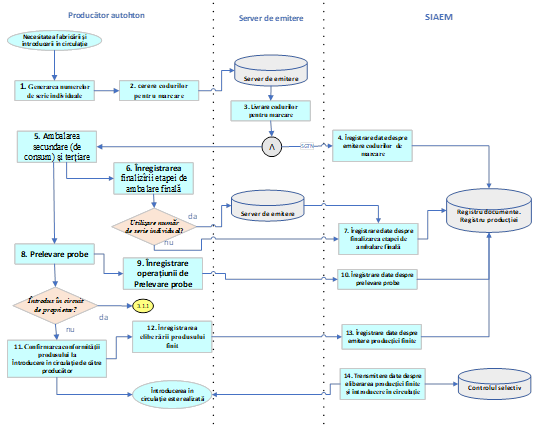 Producător autohton
Server de emitere
SIAEM
Necesitatea fabricării și
introducerii în circulație
Server de emitere
1. Generarea numerelor
de serie individuale
2. cerere codurilor
pentru marcare
3. Livrare codurilor
pentru marcare
Λ
SGTN
4. Înregistrare date despre
emitere codurilor de
marcare
5. Ambalarea
secundare (de
consum) și terțiare
6. Înregistrarea
finalizării etapei de
ambalare finală
Utilizare număr
de serie individual?
da
nu
Server de emitere
Registru documente.
Registru producției
7. Înregistrare date despre
finalizarea etapei de
ambalare finală
8. Prelevare probe
9. Înregistrare
operațiunii de
Prelevare probe
10. Înregistrare date despre
prelevare probe
Introdus în circuit
de proprietar?
da
nu
3.1.1
11. Confirmarea conformității
produsului la
Introducere în circulație de către
producător
12. Înregistrarea
eliberării produsului
finit
13. Înregistrare date despre
emitere producției finite
14. Transmitere date despre
eliberarea producției finite
și introducere în circulație
Controlul selectiv
Introducerea în
circulație este realizată